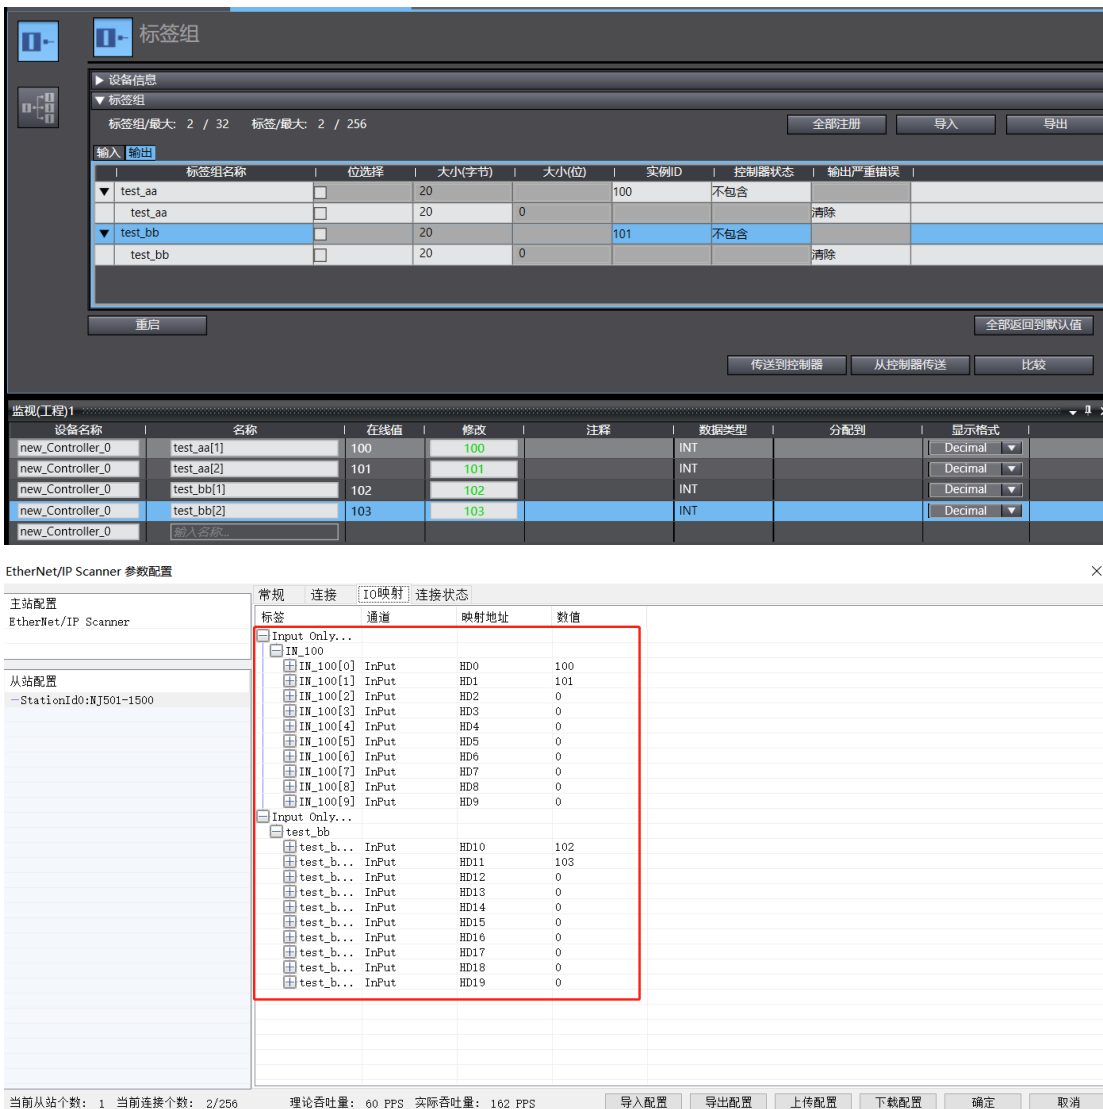 标签组
▶ 设备信息
▼ 标签组
标签组/最大: 2 / 32 标签/最大: 2 / 256 全部注册 导入 导出
输入 输出
标签组名称 位选择 大小(字节) 大小(位) 实例ID 控制器状态 输出严重错误
▼ test_aa 20 100 不包含
test_aa 20 0 清除
▼ test_bb 20 101 不包含
test_bb 20 0 清除
重启 全部返回到默认值
传送到控制器 从控制器传送 比较
监视(工程)1
设备名称 名称 在线值 修改 注释 数据类型 分配到 显示格式
new_Controller_0 test_aa[1] 100 100 INT Decimal ▼
new_Controller_0 test_aa[2] 101 101 INT Decimal ▼
new_Controller_0 test_bb[1] 102 102 INT Decimal ▼
new_Controller_0 test_bb[2] 103 103 INT Decimal ▼
new_Controller_0 输入名称...
EtherNet/IP Scanner 参数配置
主站配置
EtherNet/IP Scanner
从站配置
StationId0:NJ501-1500
常规 连接 IO映射 连接状态
标签 通道 映射地址 数值
Input Only...
IN_100
IN_100[0] InPut HD0 100
IN_100[1] InPut HD1 101
IN_100[2] InPut HD2 0
IN_100[3] InPut HD3 0
IN_100[4] InPut HD4 0
IN_100[5] InPut HD5 0
IN_100[6] InPut HD6 0
IN_100[7] InPut HD7 0
IN_100[8] InPut HD8 0
IN_100[9] InPut HD9 0
Input Only...
test_bb
test_b... InPut HD10 102
test_b... InPut HD11 103
test_b... InPut HD12 0
test_b... InPut HD13 0
test_b... InPut HD14 0
test_b... InPut HD15 0
test_b... InPut HD16 0
test_b... InPut HD17 0
test_b... InPut HD18 0
test_b... InPut HD19 0
当前从站个数: 1 当前连接个数: 2/256 理论吞吐量: 60 PPS 实际吞吐量: 162 PPS 导入配置 导出配置 上传配置 下载配置 确定 取消